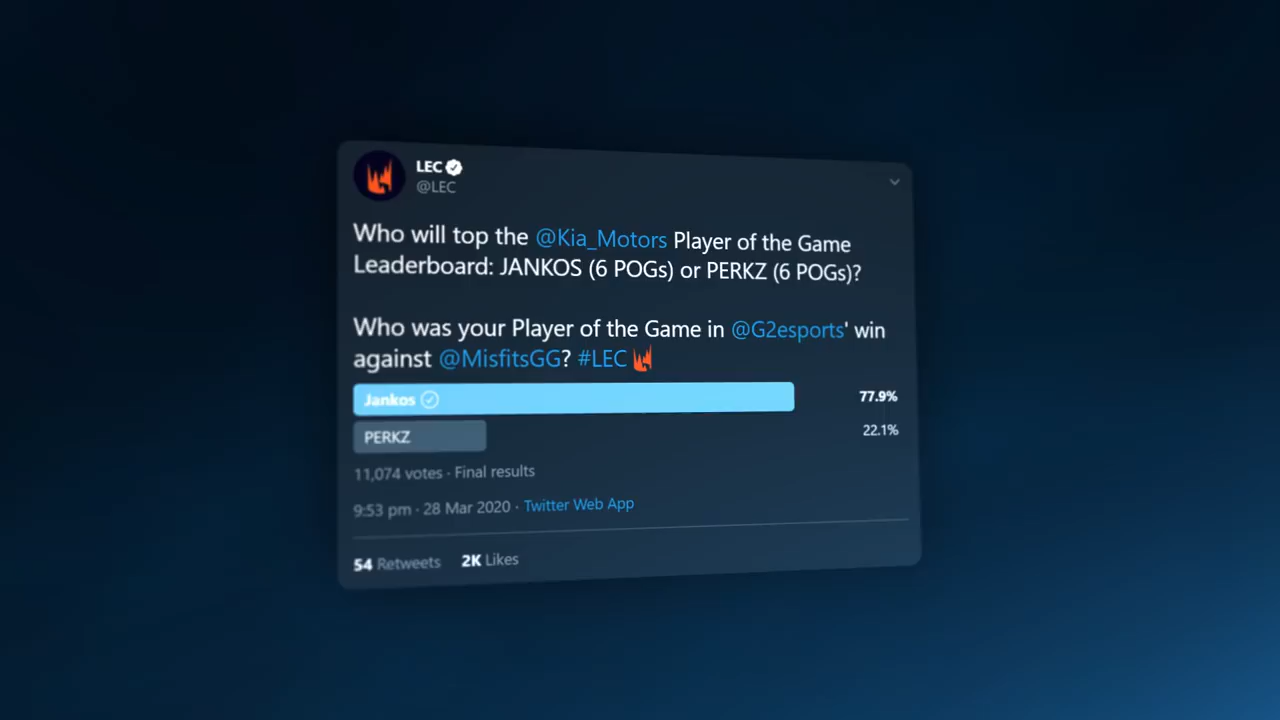 LEC
@LEC
Who will top the @Kia_Motors Player of the Game
Leaderboard: JANKOS (6 POGs) or PERKZ (6 POGs)?
Who was your Player of the Game in @G2esports' win
against @MisfitsGG? #LEC
Jankos 77.9%
PERKZ 22.1%
11,074 votes · Final results
9:53 pm · 28 Mar 2020 · Twitter Web App
54 Retweets 2K Likes